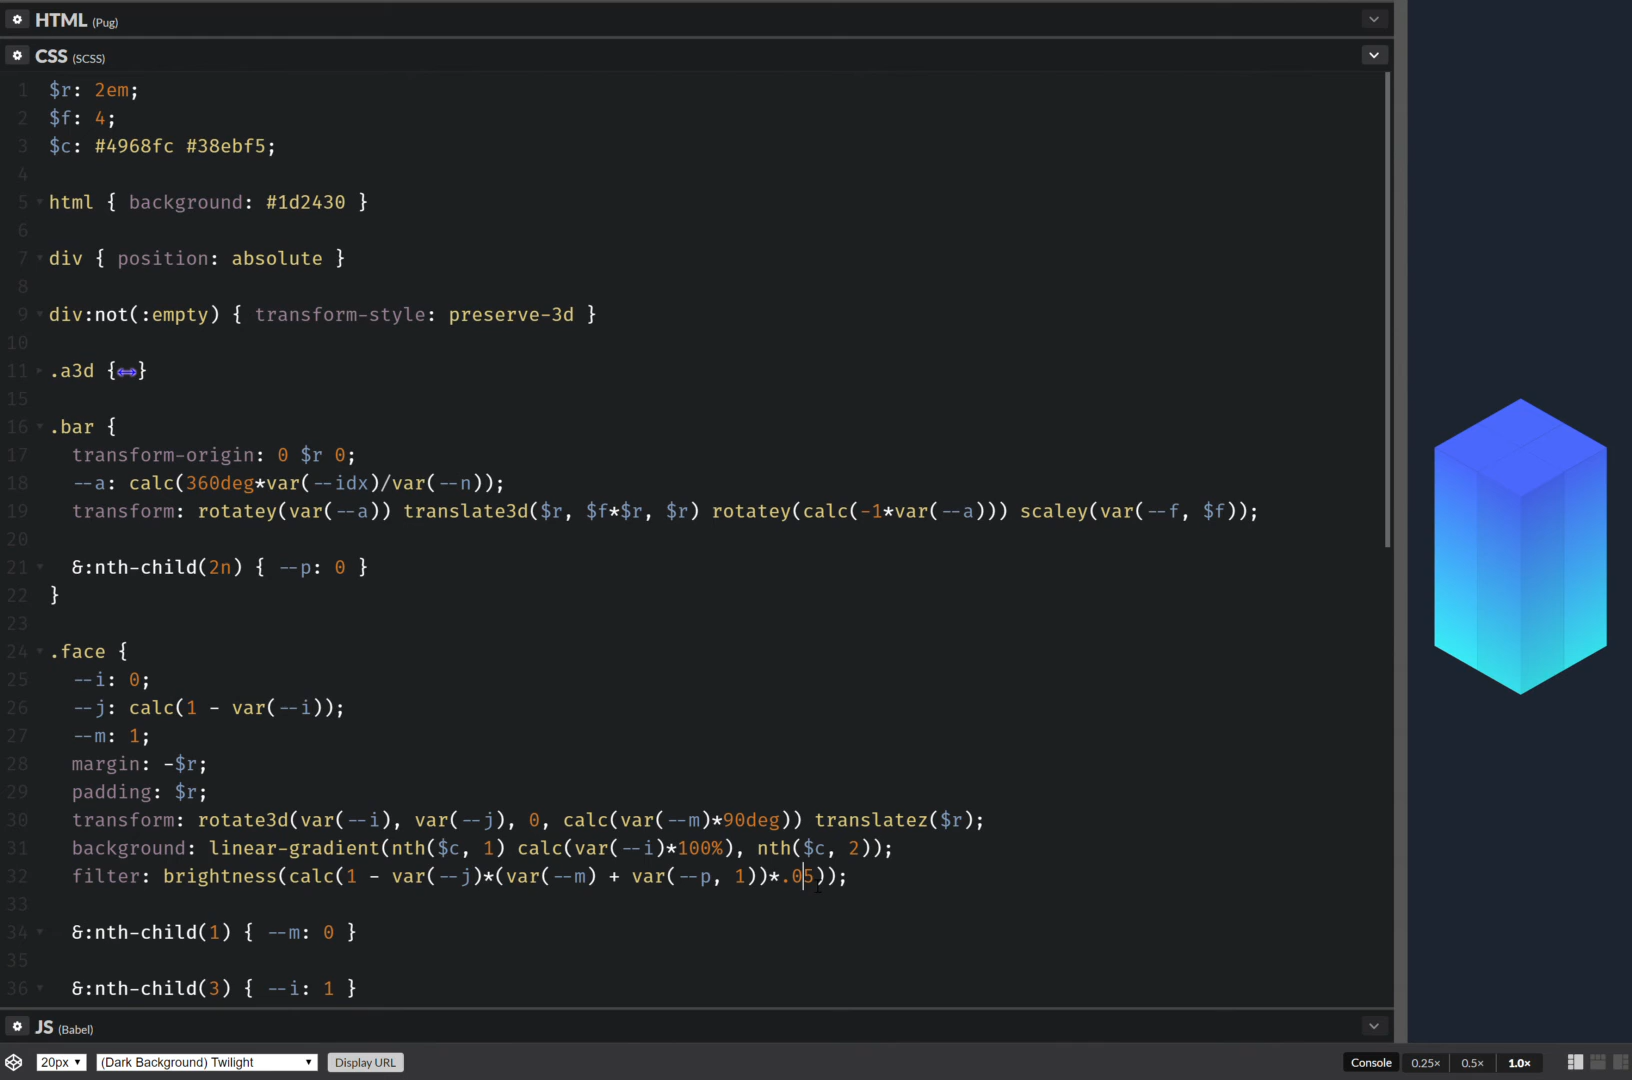 HTML (Pug)
CSS (SCSS)
1 $r: 2em;
2 $f: 4;
3 $c: #4968fc #38ebf5;
4
5 html { background: #1d2430 }
6
7 div { position: absolute }
8
9 div:not(:empty) { transform-style: preserve-3d }
10
11 .a3d {↔}
15
16 .bar {
17 transform-origin: 0 $r 0;
18 --a: calc(360deg*var(--idx)/var(--n));
19 transform: rotatey(var(--a)) translate3d($r, $f*$r, $r) rotatey(calc(-1*var(--a))) scaley(var(--f, $f));
20
21 &:nth-child(2n) { --p: 0 }
22 }
23
24 .face {
25 --i: 0;
26 --j: calc(1 - var(--i));
27 --m: 1;
28 margin: -$r;
29 padding: $r;
30 transform: rotate3d(var(--i), var(--j), 0, calc(var(--m)*90deg)) translatez($r);
31 background: linear-gradient(nth($c, 1) calc(var(--i)*100%), nth($c, 2));
32 filter: brightness(calc(1 - var(--j)*(var(--m) + var(--p, 1))*.05));
33
34 &:nth-child(1) { --m: 0 }
35
36 &:nth-child(3) { --i: 1 }
JS (Babel)
20px (Dark Background) Twilight Display URL Console 0.25× 0.5× 1.0×